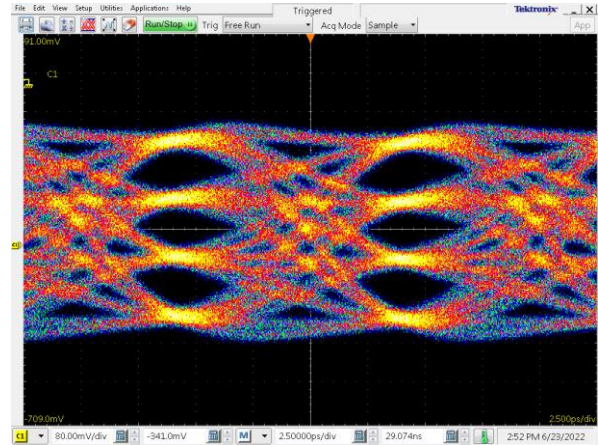 File Edit View Setup Utilities Applications Help Triggered Tektronix
Run/Stop Trig Free Run Acq Mode Sample App
91.00mV
C1
C1
-709.0mV 2.500ps/div
C1 80.00mV/div -341.0mV M 2.50000ps/div 29.074ns 2:52 PM 6/23/2022